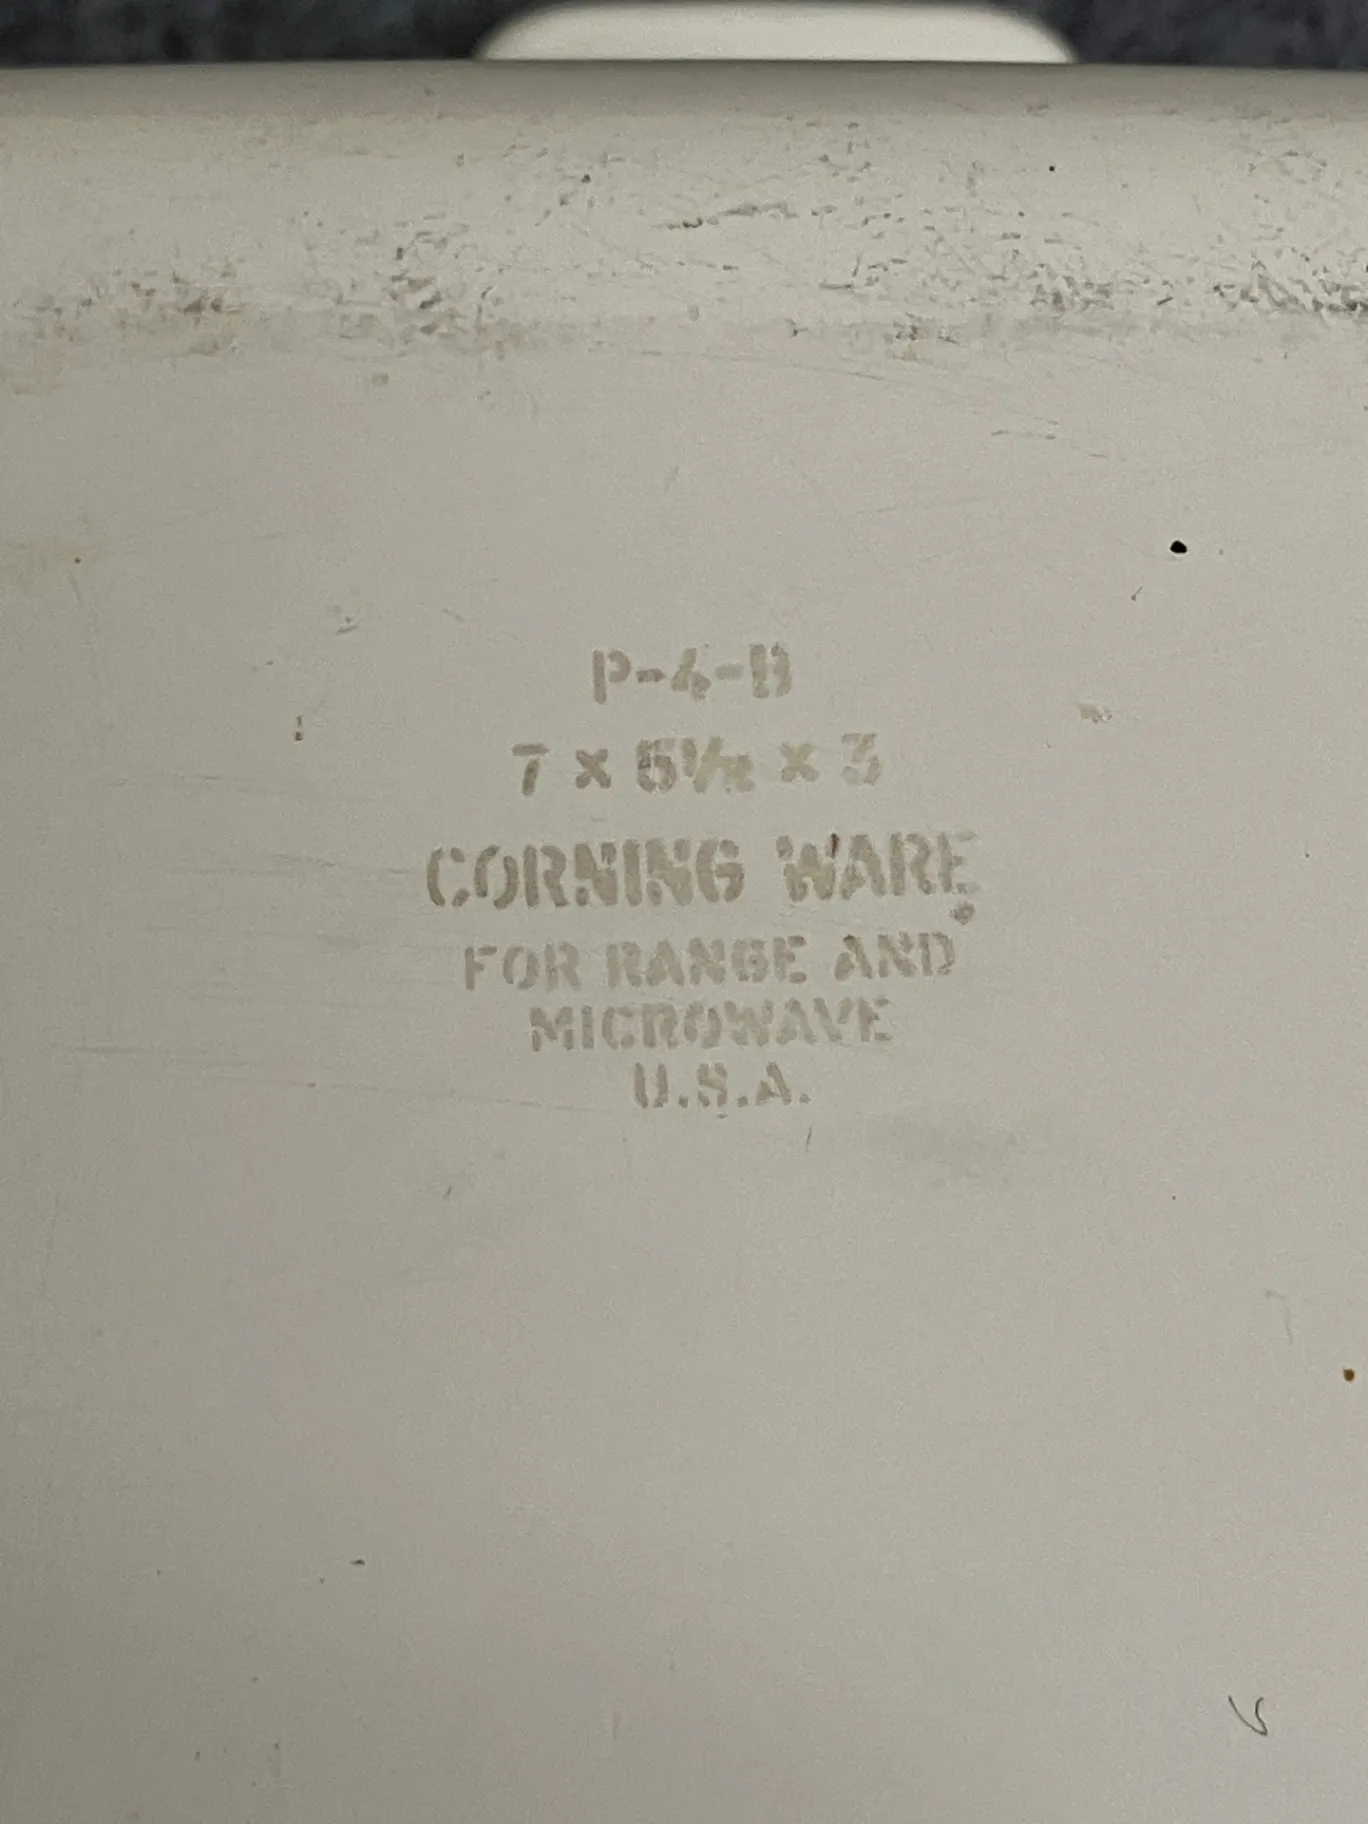 P-4-B
7 x 5½ x 3
CORNING WARE
FOR RANGE AND
MICROWAVE
U.S.A.